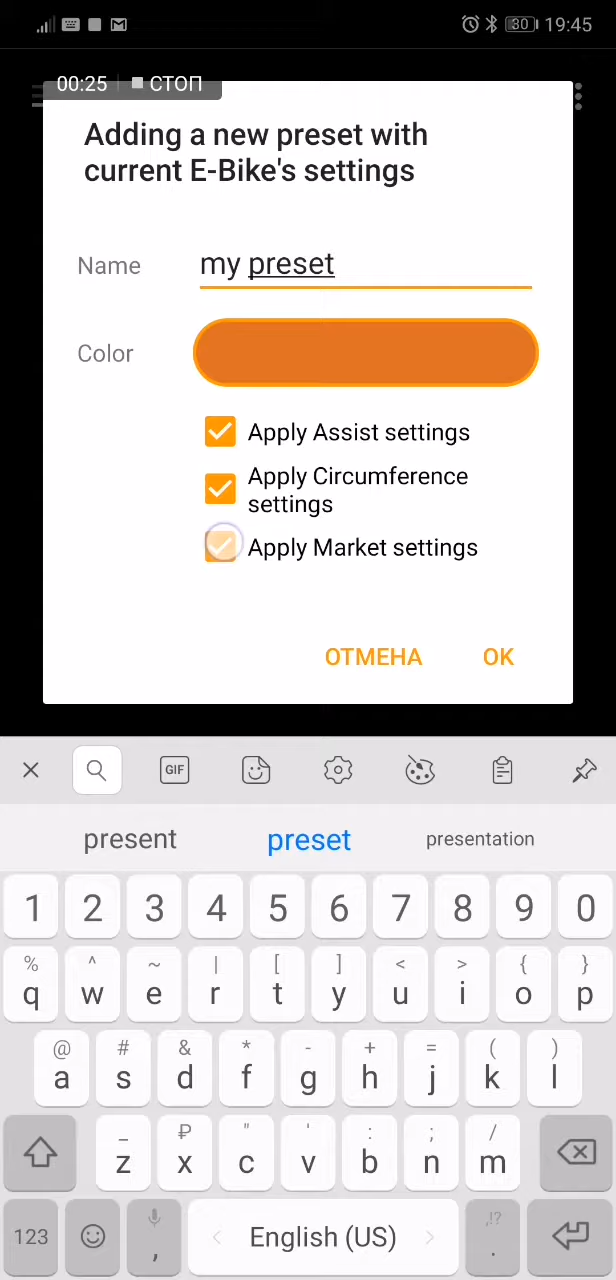 30 19:45
00:25 СТОП
Adding a new preset with
current E-Bike's settings
Name my preset
Color
Apply Assist settings
Apply Circumference
settings
Apply Market settings
ОТМЕНА OK
GIF
present preset presentation
1 2 3 4 5 6 7 8 9 0
% ^ ~ | [ ] < > { }
q w e r t y u i o p
@ # & * - + = ( )
a s d f g h j k l
_ ₽ " ' : ; /
z x c v b n m
,!?
123 , < English (US) > .